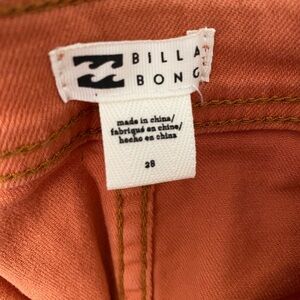 BILLA
BONG
made in china/
fabriqué en chine/
hecho en china
28